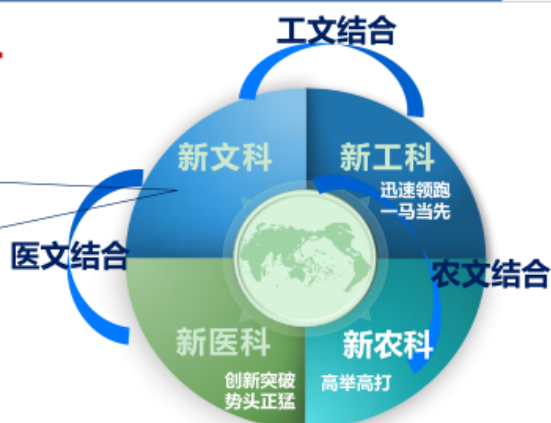 工文结合
新文科
新工科
迅速领跑
一马当先
医文结合
农文结合
新医科
新农科
创新突破
势头正猛
高举高打